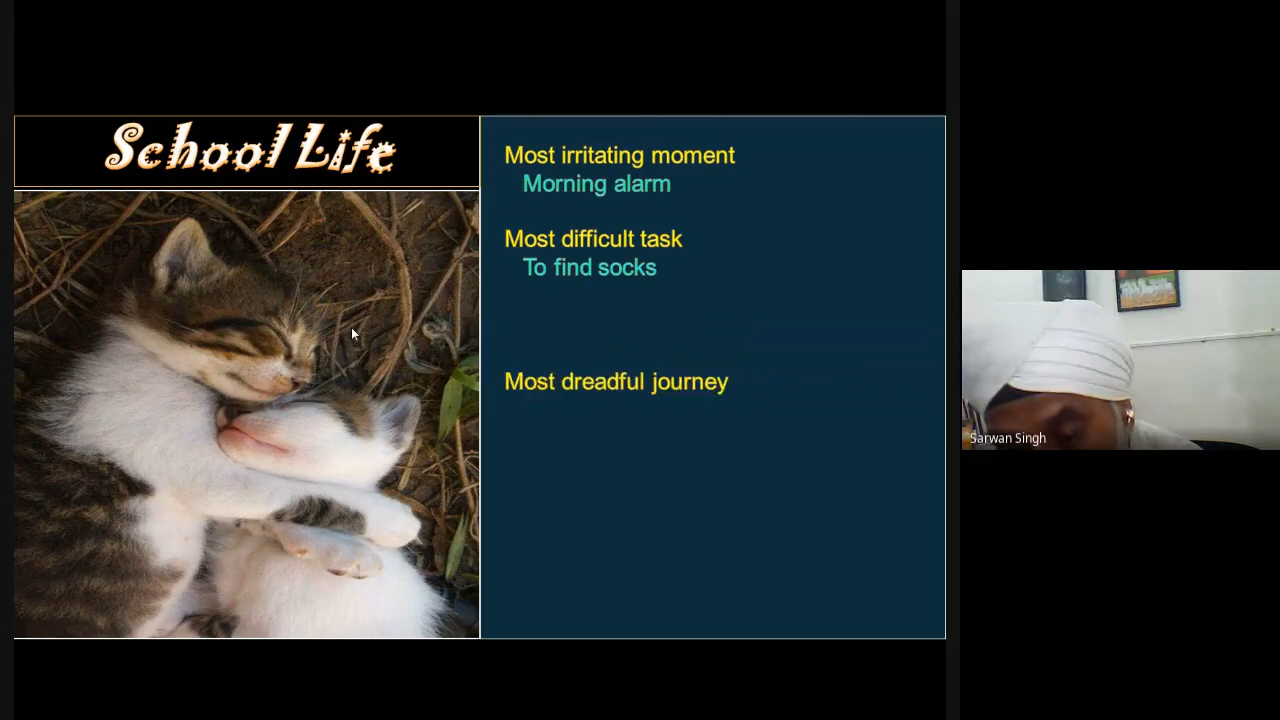 School Life
Most irritating moment
Morning alarm
Most difficult task
To find socks
Most dreadful journey
Sarwan Singh